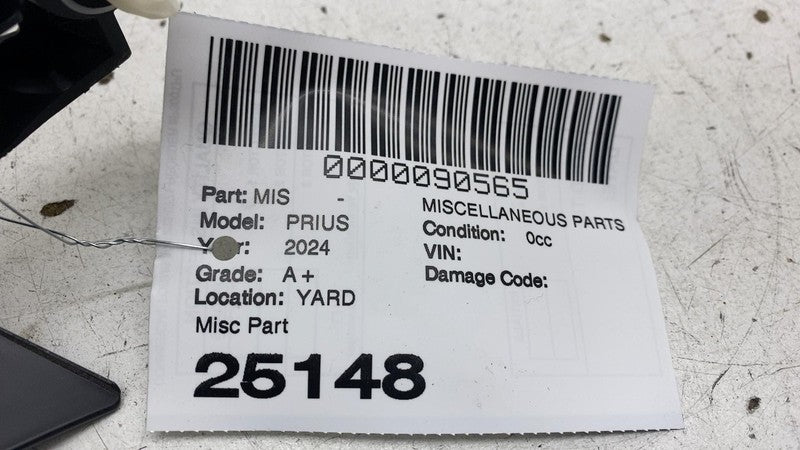 0000090565
Part: MIS - MISCELLANEOUS PARTS
Model: PRIUS Condition: 0cc
Year: 2024 VIN:
Grade: A+ Damage Code:
Location: YARD
Misc Part
25148